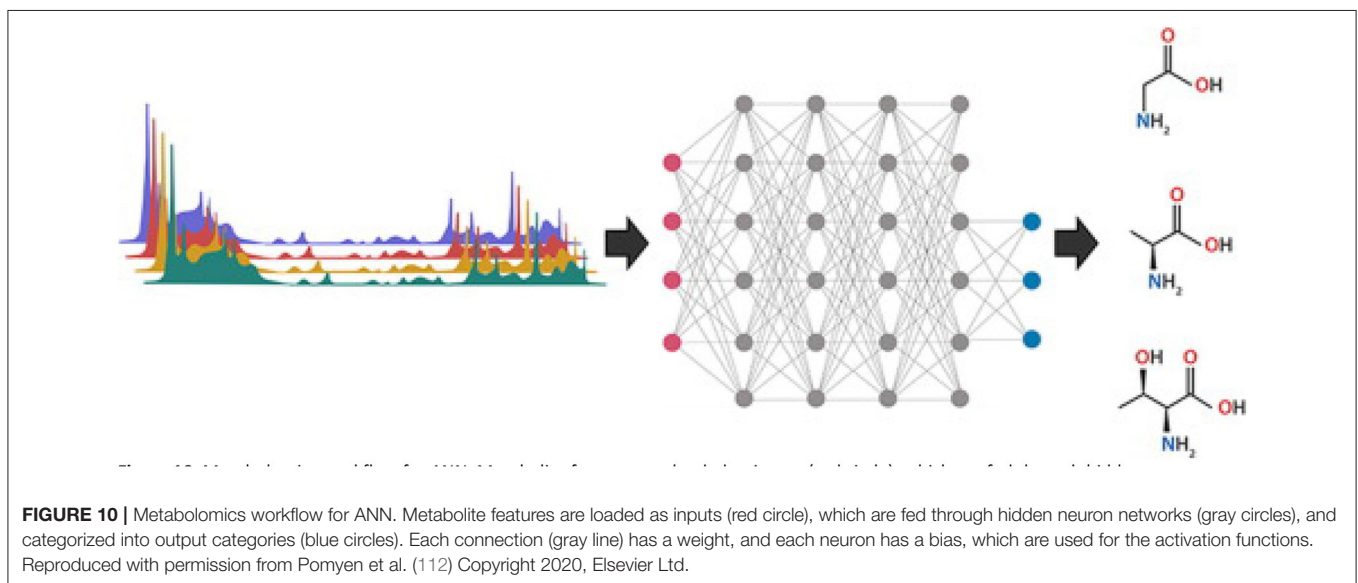 O
OH
NH2
O
OH
NH2
OH O
OH
NH2
FIGURE 10 | Metabolomics workflow for ANN. Metabolite features are loaded as inputs (red circle), which are fed through hidden neuron networks (gray circles), and
categorized into output categories (blue circles). Each connection (gray line) has a weight, and each neuron has a bias, which are used for the activation functions.
Reproduced with permission from Pomyen et al. (112) Copyright 2020, Elsevier Ltd.